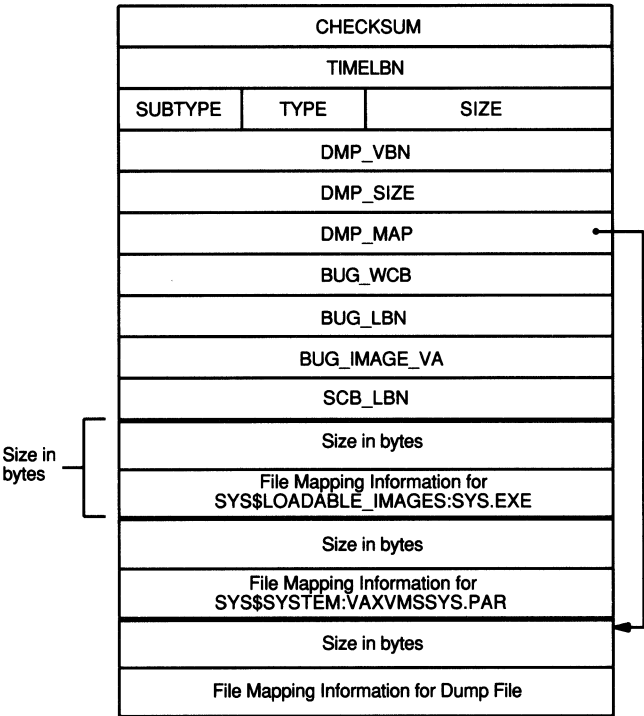 CHECKSUM
TIMELBN
SUBTYPE TYPE SIZE
DMP_VBN
DMP_SIZE
DMP_MAP
BUG_WCB
BUG_LBN
BUG_IMAGE_VA
SCB_LBN
Size in
bytes
Size in bytes
File Mapping Information for
SYS$LOADABLE_IMAGES:SYS.EXE
Size in bytes
File Mapping Information for
SYS$SYSTEM:VAXVMSSYS.PAR
Size in bytes
File Mapping Information for Dump File